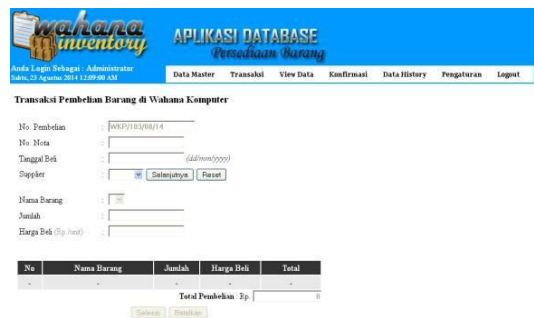 wahana inventory
APLIKASI DATABASE
Persediaan Barang
Anda Login Sebagai : Administrator
Sabtu, 23 Agustus 2014 12:09:00 AM
Data Master Transaksi View Data Konfirmasi Data History Pengaturan Logout
Transaksi Pembelian Barang di Wahana Komputer
No. Pembelian : WKP/103/08/14
No. Nota :
Tanggal Beli : (dd/mm/yyyy)
Supplier : Selanjutnya Reset
Nama Barang :
Jumlah :
Harga Beli (Rp./unit) :
No Nama Barang Jumlah Harga Beli Total
- - - - -
Total Pembelian : Rp. 0
Selesai Batalkan